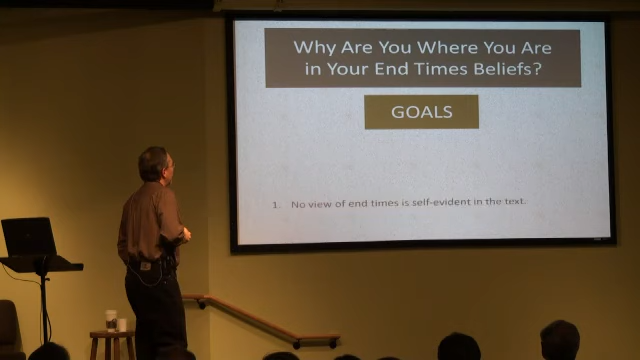 Why Are You Where You Are
in Your End Times Beliefs?
GOALS
1. No view of end times is self-evident in the text.